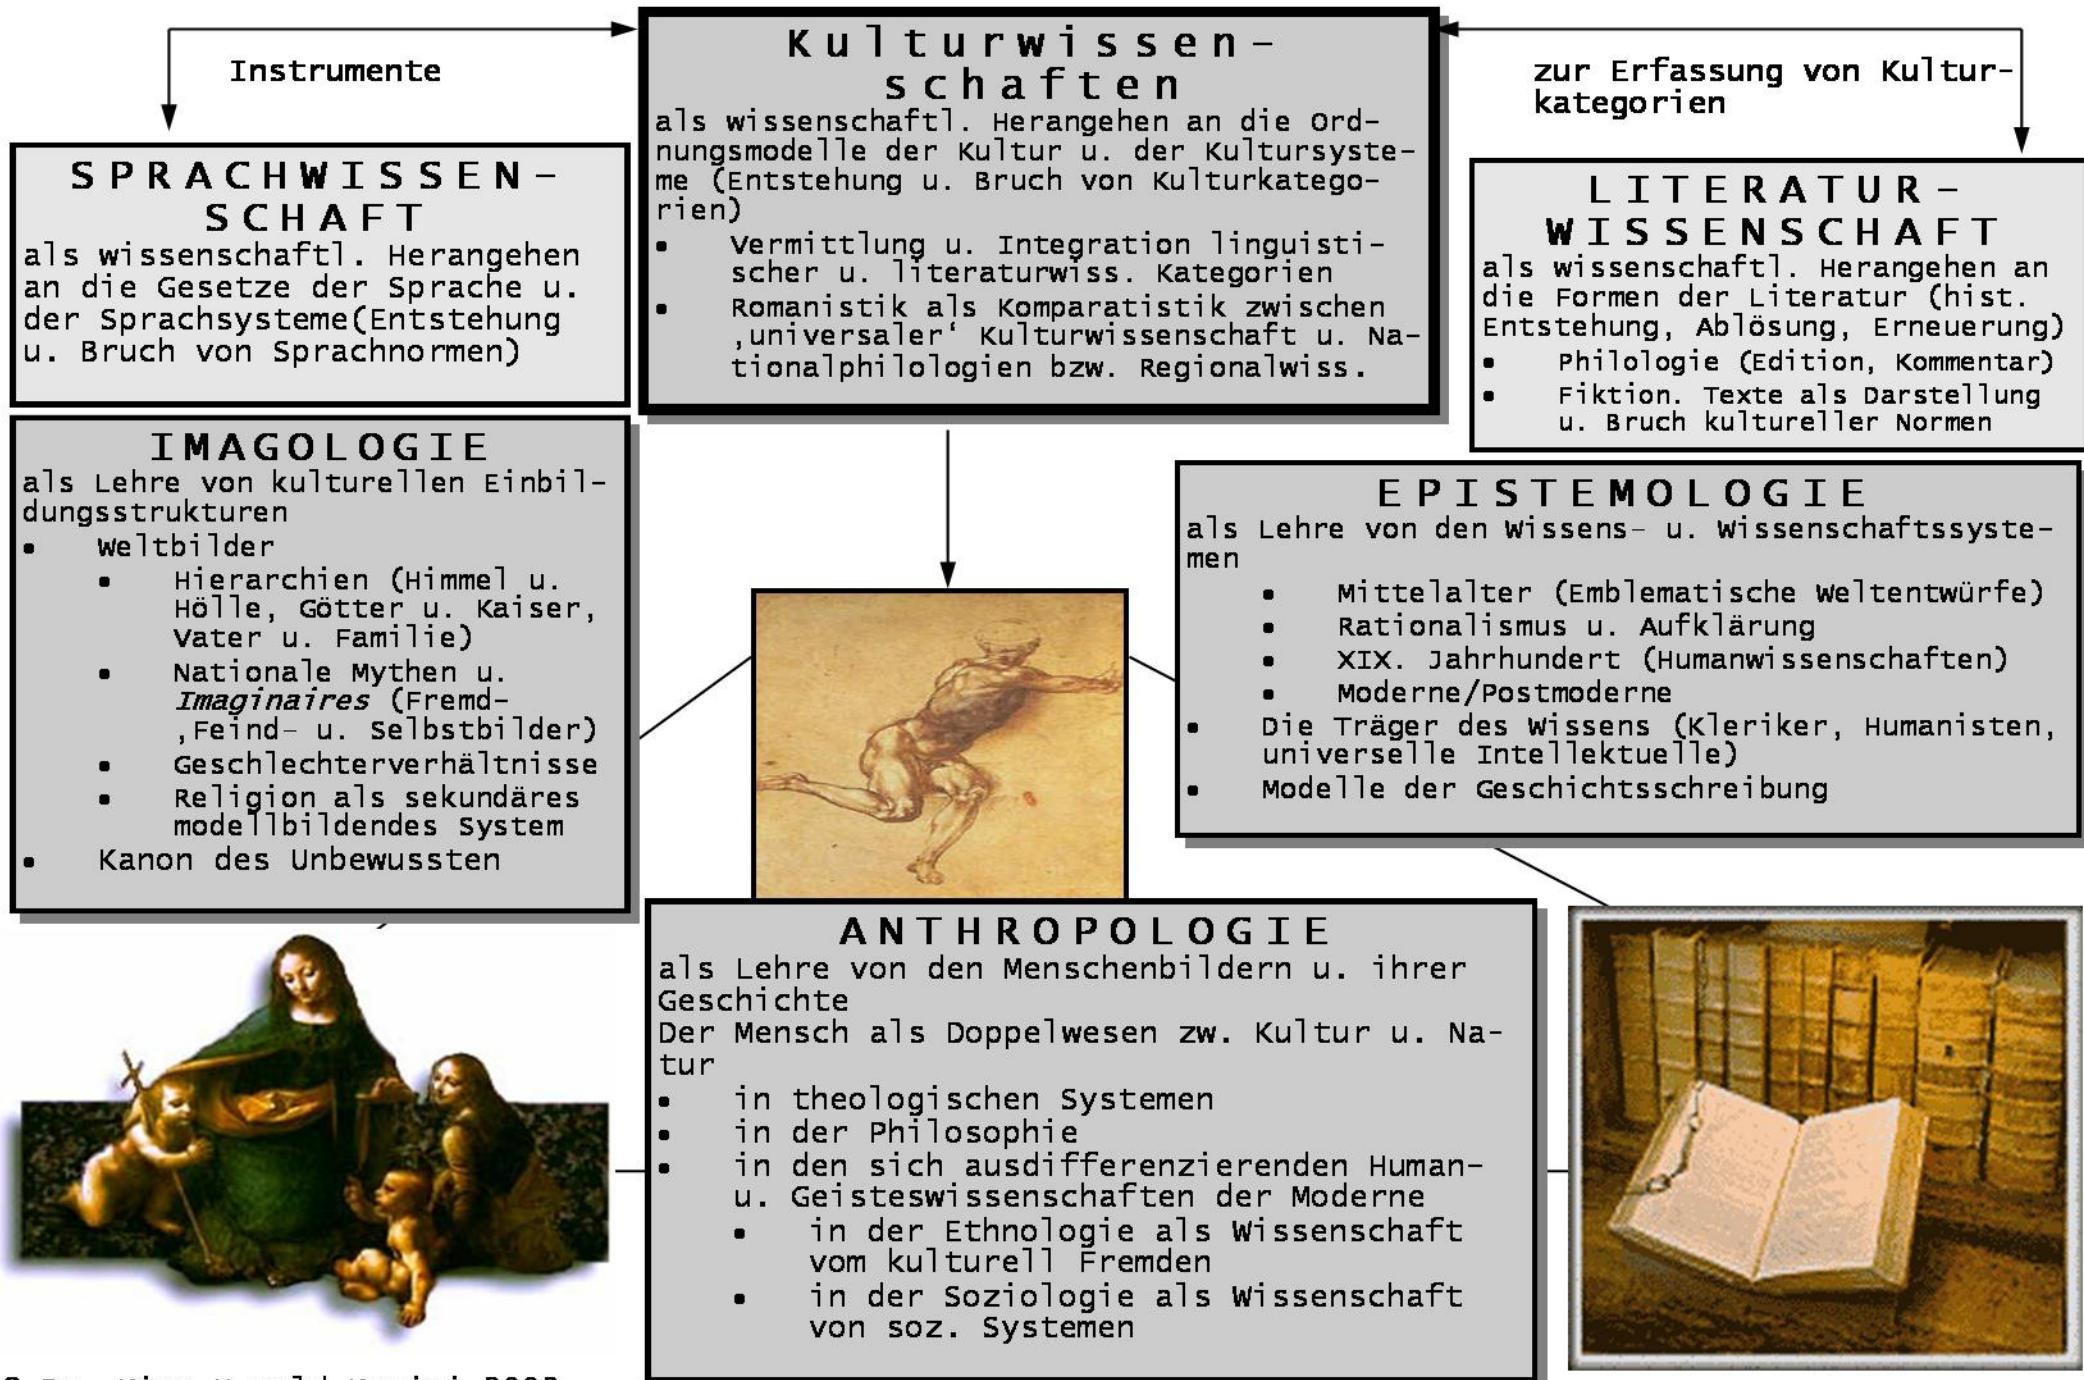 Instrumente
Kulturwissen-
schaften
als wissenschaftl. Herangehen an die Ord-
nungsmodelle der Kultur u. der Kultursyste-
me (Entstehung u. Bruch von Kulturkatego-
rien)
▪ Vermittlung u. Integration linguisti-
scher u. literaturwiss. Kategorien
▪ Romanistik als Komparatistik zwischen
‚universaler‘ Kulturwissenschaft u. Na-
tionalphilologien bzw. Regionalwiss.
zur Erfassung von Kultur-
kategorien
SPRACHWISSEN-
SCHAFT
als wissenschaftl. Herangehen
an die Gesetze der Sprache u.
der Sprachsysteme(Entstehung
u. Bruch von Sprachnormen)
LITERATUR-
WISSENSCHAFT
als wissenschaftl. Herangehen an
die Formen der Literatur (hist.
Entstehung, Ablösung, Erneuerung)
▪ Philologie (Edition, Kommentar)
▪ Fiktion. Texte als Darstellung
u. Bruch kultureller Normen
IMAGOLOGIE
als Lehre von kulturellen Einbil-
dungsstrukturen
▪ Weltbilder
▪ Hierarchien (Himmel u.
Hölle, Götter u. Kaiser,
Vater u. Familie)
▪ Nationale Mythen u.
Imaginaires (Fremd-
,Feind- u. Selbstbilder)
▪ Geschlechterverhältnisse
▪ Religion als sekundäres
modellbildendes System
▪ Kanon des Unbewussten
EPISTEMOLOGIE
als Lehre von den Wissens- u. Wissenschaftssyste-
men
▪ Mittelalter (Emblematische Weltentwürfe)
▪ Rationalismus u. Aufklärung
▪ XIX. Jahrhundert (Humanwissenschaften)
▪ Moderne/Postmoderne
▪ Die Träger des Wissens (Kleriker, Humanisten,
universelle Intellektuelle)
▪ Modelle der Geschichtsschreibung
ANTHROPOLOGIE
als Lehre von den Menschenbildern u. ihrer
Geschichte
Der Mensch als Doppelwesen zw. Kultur u. Na-
tur
▪ in theologischen Systemen
▪ in der Philosophie
▪ in den sich ausdifferenzierenden Human-
u. Geisteswissenschaften der Moderne
▪ in der Ethnologie als Wissenschaft
vom kulturell Fremden
▪ in der Soziologie als Wissenschaft
von soz. Systemen